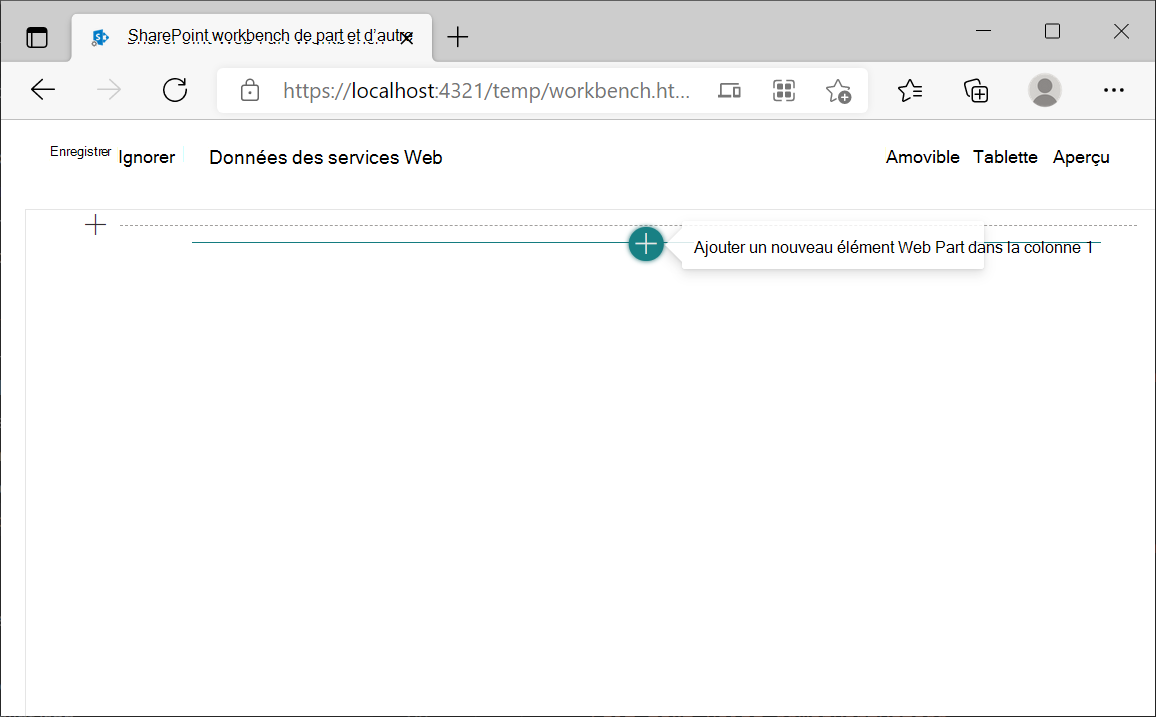 SharePoint workbench de part et d’autre
https://localhost:4321/temp/workbench.ht...
Enregistrer Ignorer Données des services Web Amovible Tablette Aperçu
Ajouter un nouveau élément Web Part dans la colonne 1